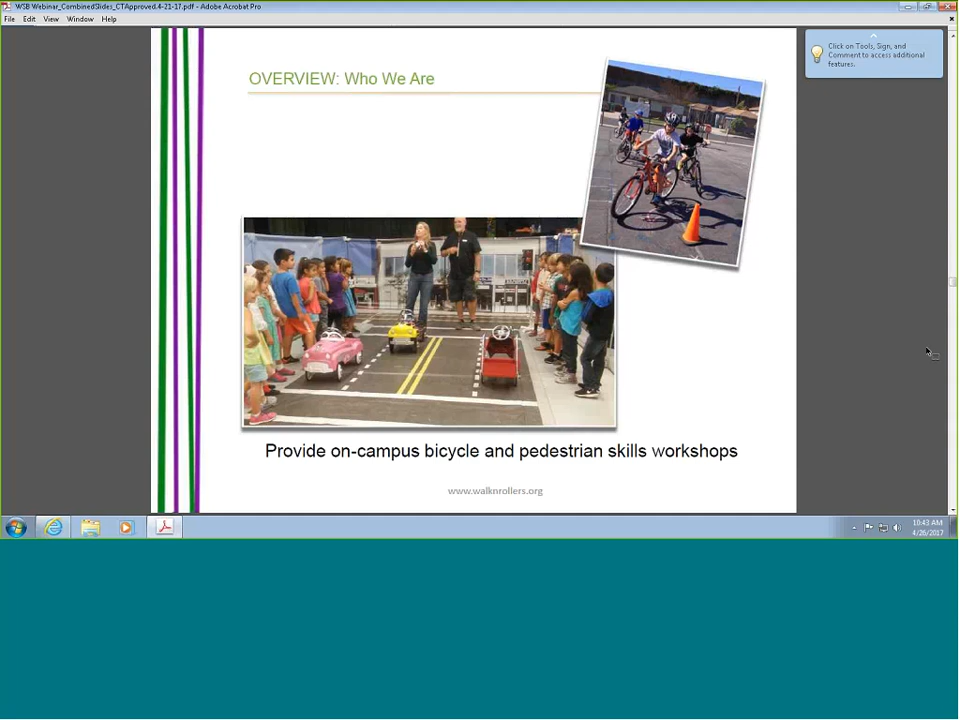 WSB Webinar_CombinedSlides_CTApproved.4-21-17.pdf - Adobe Acrobat Pro
File Edit View Window Help
Click on Tools, Sign, and
Comment to access additional
features.
OVERVIEW: Who We Are
Provide on-campus bicycle and pedestrian skills workshops
www.walknrollers.org
10:43 AM
4/26/2017